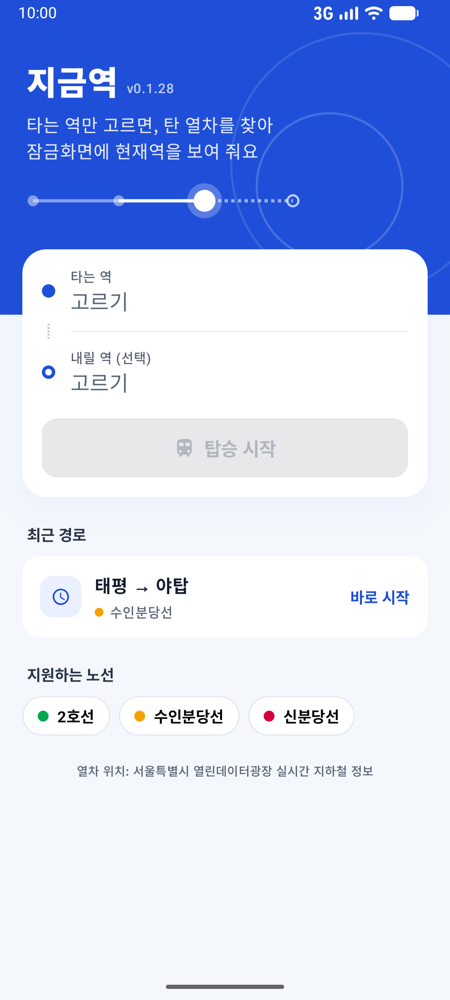 10:00
3G
지금역 v0.1.28
타는 역만 고르면, 탄 열차를 찾아
잠금화면에 현재역을 보여 줘요
타는 역
고르기
내릴 역 (선택)
고르기
탑승 시작
최근 경로
태평 → 야탑
바로 시작
수인분당선
지원하는 노선
2호선
수인분당선
신분당선
열차 위치: 서울특별시 열린데이터광장 실시간 지하철 정보